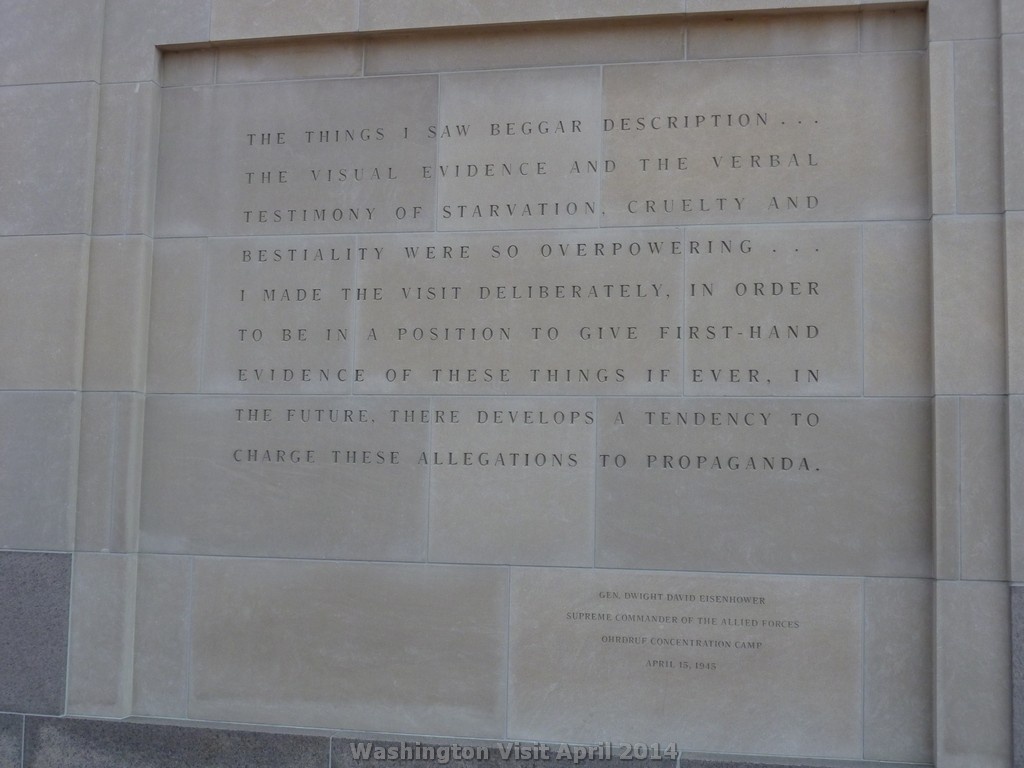 THE THINGS I SAW BEGGAR DESCRIPTION...
THE VISUAL EVIDENCE AND THE VERBAL
TESTIMONY OF STARVATION, CRUELTY AND
BESTIALITY WERE SO OVERPOWERING ...
I MADE THE VISIT DELIBERATELY, IN ORDER
TO BE IN A POSITION TO GIVE FIRST-HAND
EVIDENCE OF THESE THINGS IF EVER, IN
THE FUTURE, THERE DEVELOPS A TENDENCY TO
CHARGE THESE ALLEGATIONS TO PROPAGANDA.
GEN. DWIGHT DAVID EISENHOWER
SUPREME COMMANDER OF THE ALLIED FORCES
OHRDRUF CONCENTRATION CAMP
APRIL 15, 1945
Washington Visit April 2014